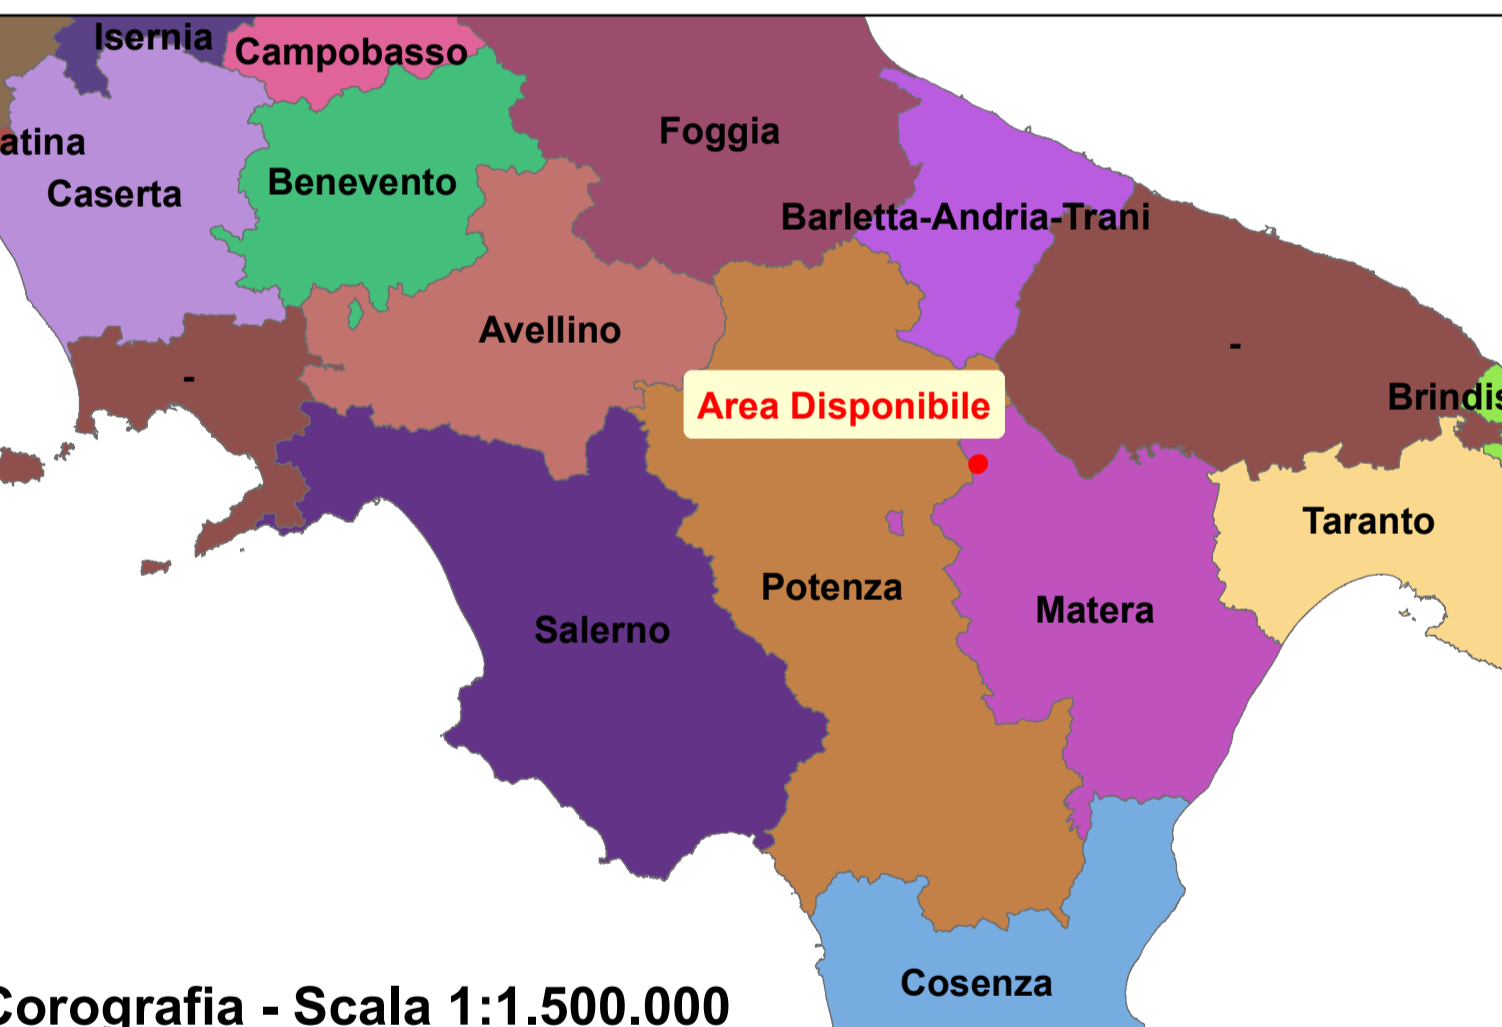 Isernia
Campobasso
Foggia
atina
Caserta
Benevento
Barletta-Andria-Trani
Avellino
-
-
Brindis
Area Disponibile
Taranto
Potenza
Matera
Salerno
Cosenza
Corografia - Scala 1:1.500.000